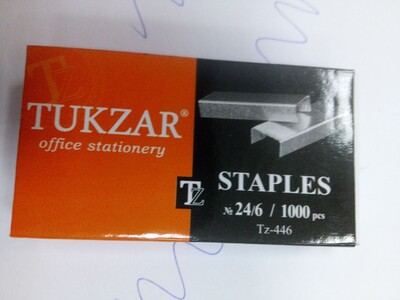 TUKZAR®
office stationery
TZ
STAPLES
№ 24/6 / 1000 pcs
Tz-446